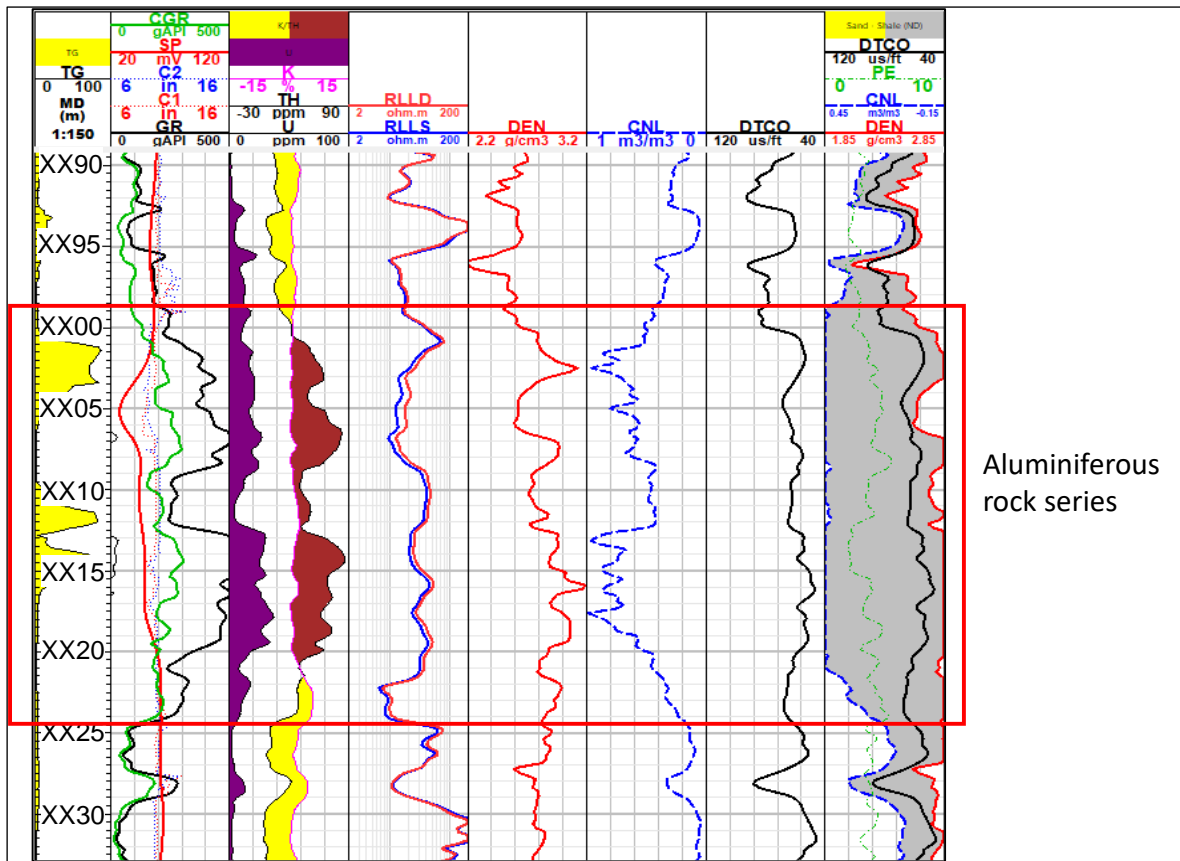 TG
TG
0 100
MD
(m)
1:150
CGR
0 gAPI 500
SP
20 mV 120
C2
6 in 16
C1
6 in 16
GR
0 gAPI 500
K/TH
U
K
-15 % 15
TH
-30 ppm 90
U
0 ppm 100
RLLD
2 ohm.m 200
RLLS
2 ohm.m 200
DEN
2.2 g/cm3 3.2
CNL
1 m3/m3 0
DTCO
120 us/ft 40
Sand - Shale (ND)
DTCO
120 us/ft 40
PE
0 10
CNL
0.45 m3/m3 -0.15
DEN
1.85 g/cm3 2.85
XX90
XX95
XX00
XX05
XX10
XX15
XX20
XX25
XX30
Aluminiferous
rock series